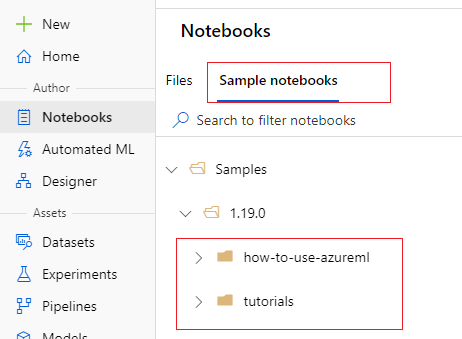 New
Home
Author
Notebooks
Automated ML
Designer
Assets
Datasets
Experiments
Pipelines
Models
Notebooks
Files Sample notebooks
Search to filter notebooks
Samples
1.19.0
how-to-use-azureml
tutorials